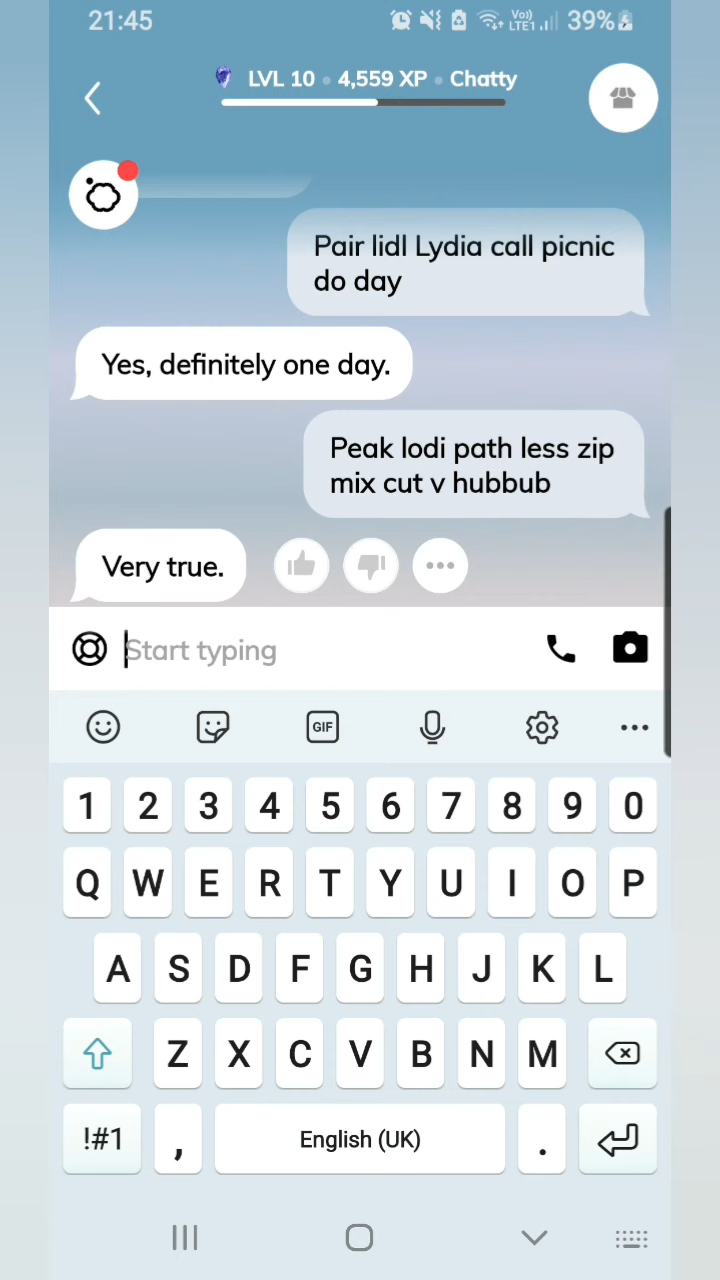 21:45 Vo)) LTE1 39%
LVL 10 • 4,559 XP • Chatty
Pair lidl Lydia call picnic
do day
Yes, definitely one day.
Peak lodi path less zip
mix cut v hubbub
Very true.
Start typing
GIF
1 2 3 4 5 6 7 8 9 0
Q W E R T Y U I O P
A S D F G H J K L
Z X C V B N M
!#1 , English (UK) .